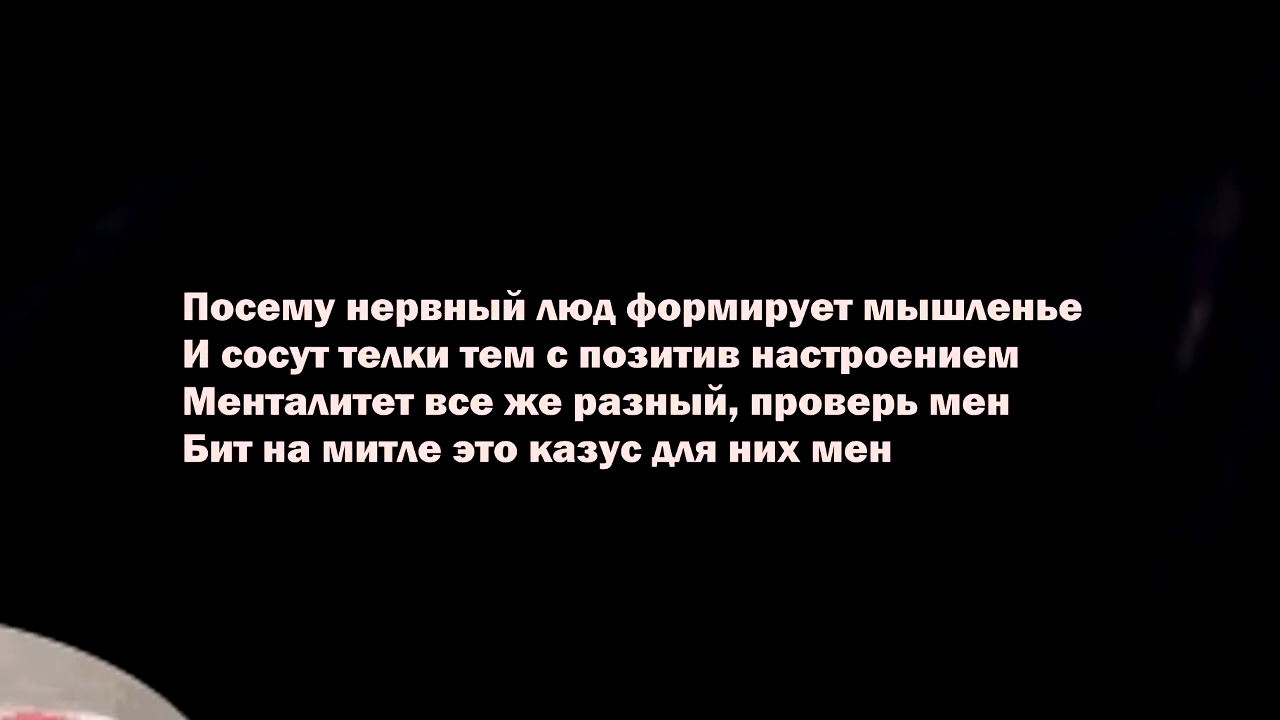 Посему нервный люд формирует мышленье
И сосут телки тем с позитив настроением
Менталитет все же разный, проверь мен
Бит на митле это казус для них мен